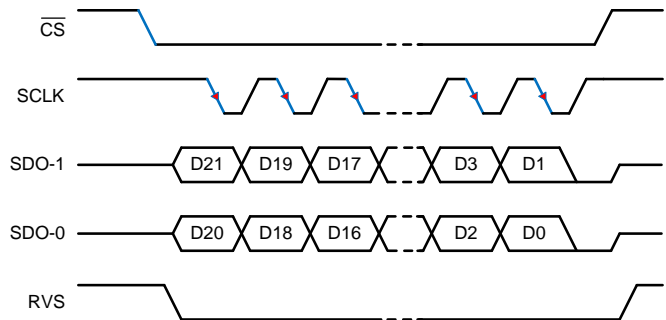 CS
SCLK
SDO-1 D21 D19 D17 D3 D1
SDO-0 D20 D18 D16 D2 D0
RVS